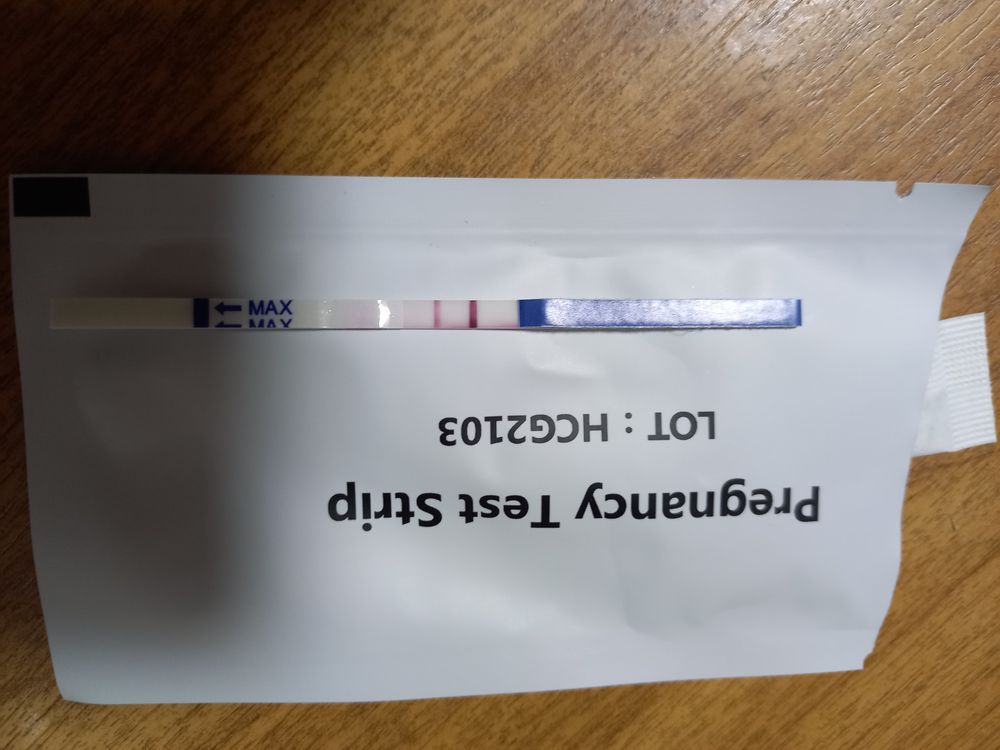 ← MAX
← MAX
Pregnancy Test Strip
LOT : HCG2103